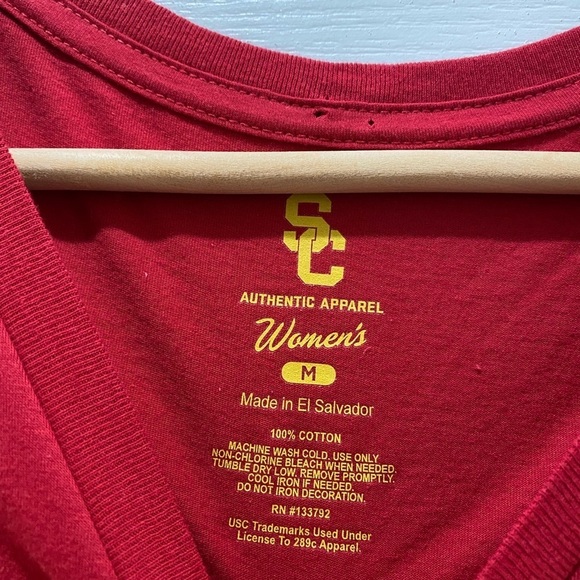 SC
AUTHENTIC APPAREL
Women's
M
Made in El Salvador
100% COTTON
MACHINE WASH COLD. USE ONLY
NON-CHLORINE BLEACH WHEN NEEDED.
TUMBLE DRY LOW. REMOVE PROMPTLY.
COOL IRON IF NEEDED.
DO NOT IRON DECORATION.
RN #133792
USC Trademarks Used Under
License To 289c Apparel.